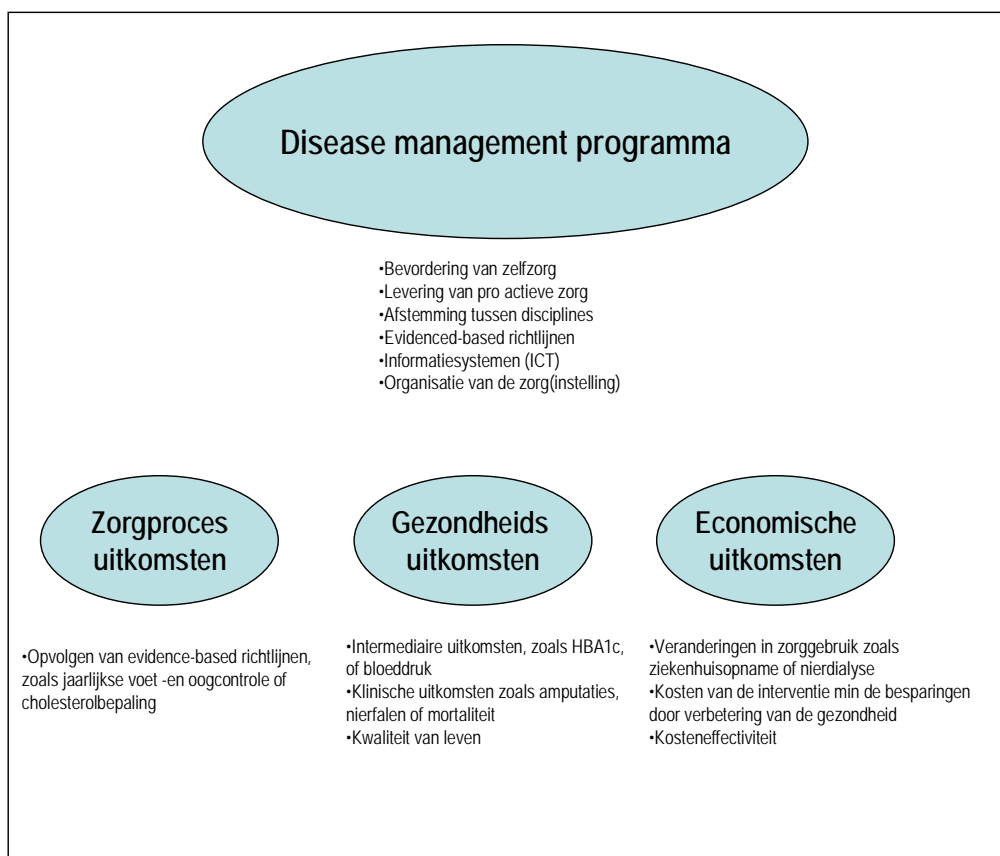 Disease management programma
•Bevordering van zelfzorg
•Levering van pro actieve zorg
•Afstemming tussen disciplines
•Evidenced-based richtlijnen
•Informatiesystemen (ICT)
•Organisatie van de zorg(instelling)
Zorgproces
uitkomsten
•Opvolgen van evidence-based richtlijnen,
zoals jaarlijkse voet -en oogcontrole of
cholesterolbepaling
Gezondheids
uitkomsten
•Intermediaire uitkomsten, zoals HBA1c,
of bloeddruk
•Klinische uitkomsten zoals amputaties,
nierfalen of mortaliteit
•Kwaliteit van leven
Economische
uitkomsten
•Veranderingen in zorggebruik zoals
ziekenhuisopname of nierdialyse
•Kosten van de interventie min de besparingen
door verbetering van de gezondheid
•Kosteneffectiviteit